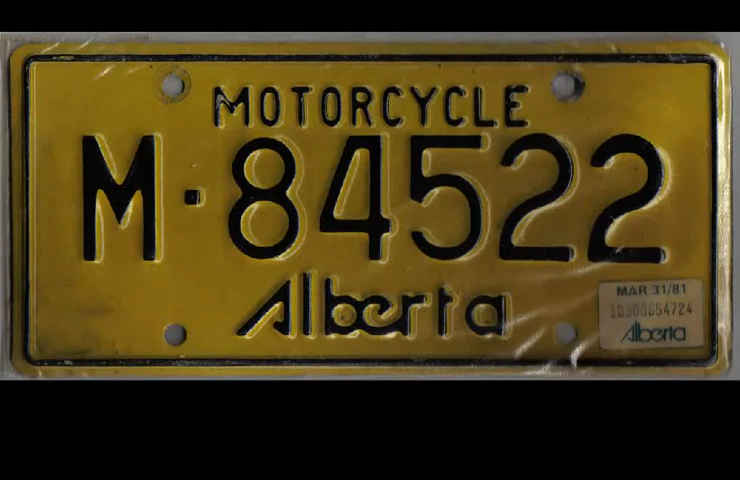 MOTORCYCLE
M·84522
Alberta
MAR 31/81
10300654724
Alberta